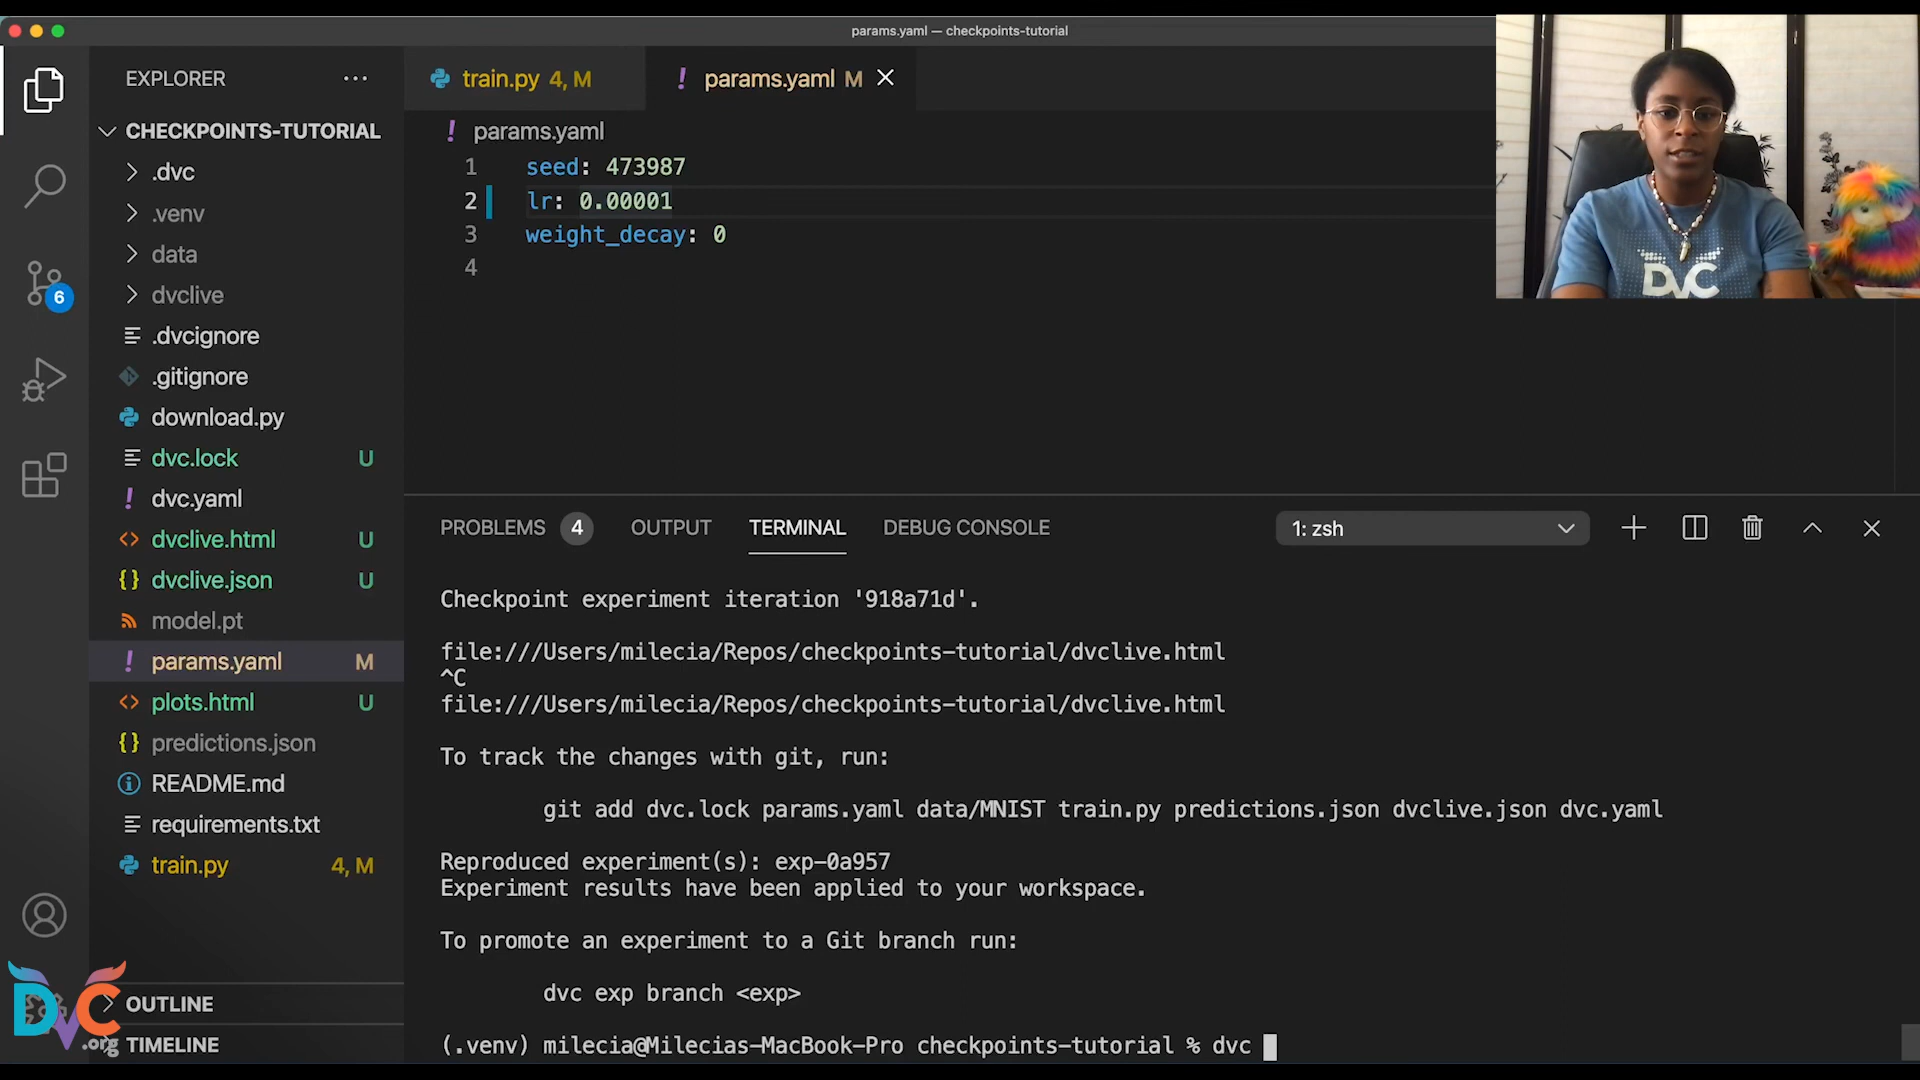 params.yaml — checkpoints-tutorial
EXPLORER
train.py 4, M
params.yaml M
CHECKPOINTS-TUTORIAL
params.yaml
.dvc
1 seed: 473987
.venv
2 lr: 0.00001
data
3 weight_decay: 0
dvclive
4
6
.dvcignore
.gitignore
download.py
dvc.lock U
dvc.yaml
dvclive.html U
dvclive.json U
model.pt
params.yaml M
plots.html U
predictions.json
README.md
requirements.txt
train.py 4, M
OUTLINE
TIMELINE
PROBLEMS 4 OUTPUT TERMINAL DEBUG CONSOLE 1: zsh
Checkpoint experiment iteration '918a71d'.
file:///Users/milecia/Repos/checkpoints-tutorial/dvclive.html
^C
file:///Users/milecia/Repos/checkpoints-tutorial/dvclive.html
To track the changes with git, run:
git add dvc.lock params.yaml data/MNIST train.py predictions.json dvclive.json dvc.yaml
Reproduced experiment(s): exp-0a957
Experiment results have been applied to your workspace.
To promote an experiment to a Git branch run:
dvc exp branch <exp>
(.venv) milecia@Milecias-MacBook-Pro checkpoints-tutorial % dvc
DVC
DVC
.org